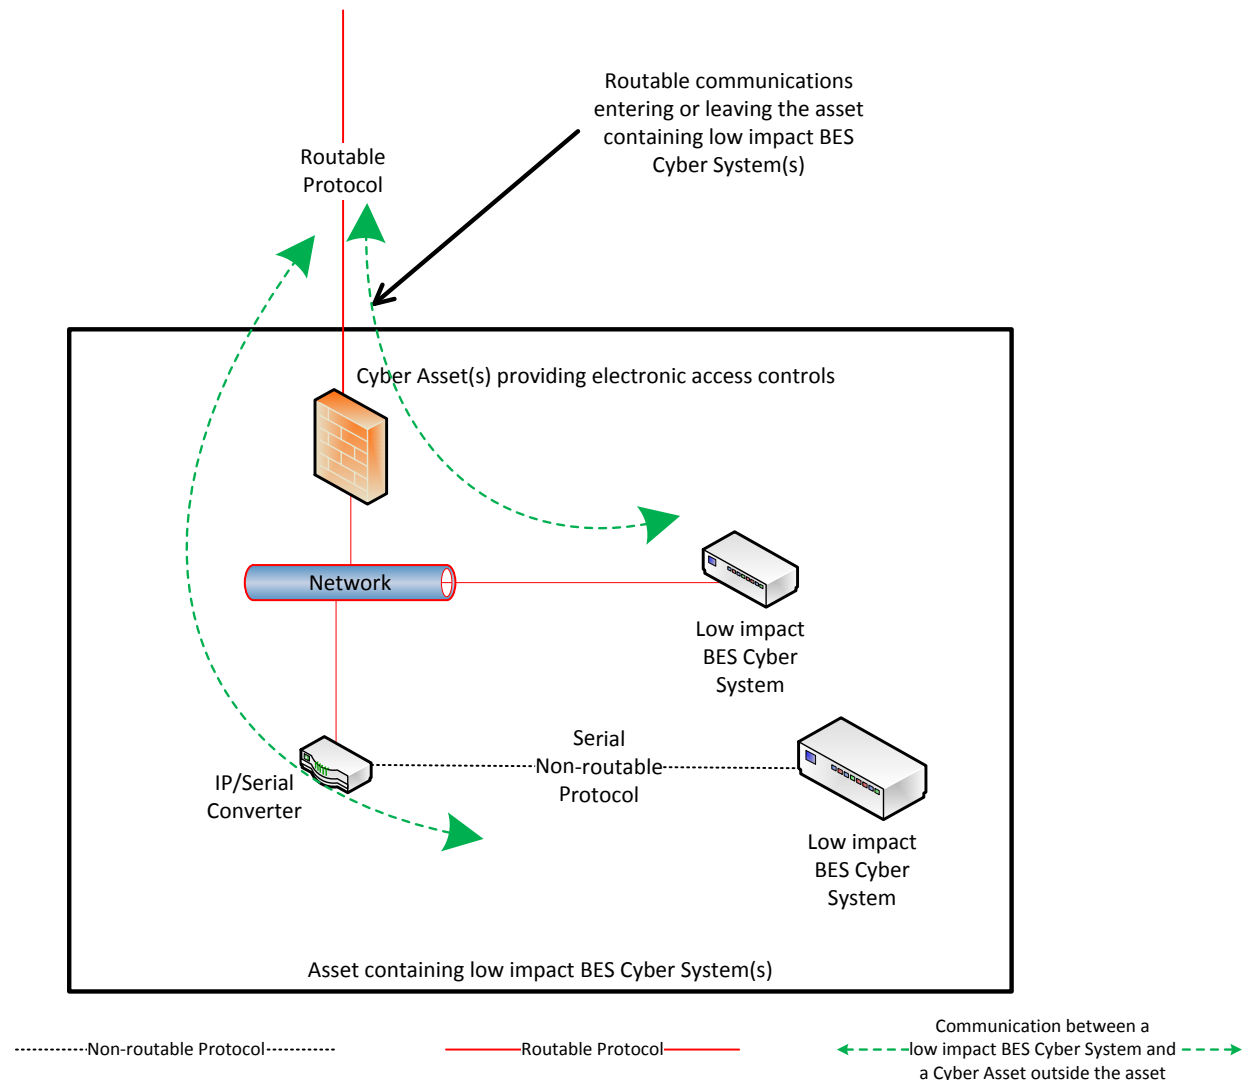 Routable communications
entering or leaving the asset
containing low impact BES
Cyber System(s)
Routable
Protocol
Cyber Asset(s) providing electronic access controls
Network
Low impact
BES Cyber
System
Serial
Non-routable
Protocol
IP/Serial
Converter
Low impact
BES Cyber
System
Asset containing low impact BES Cyber System(s)
Non-routable Protocol
Routable Protocol
Communication between a
low impact BES Cyber System and
a Cyber Asset outside the asset